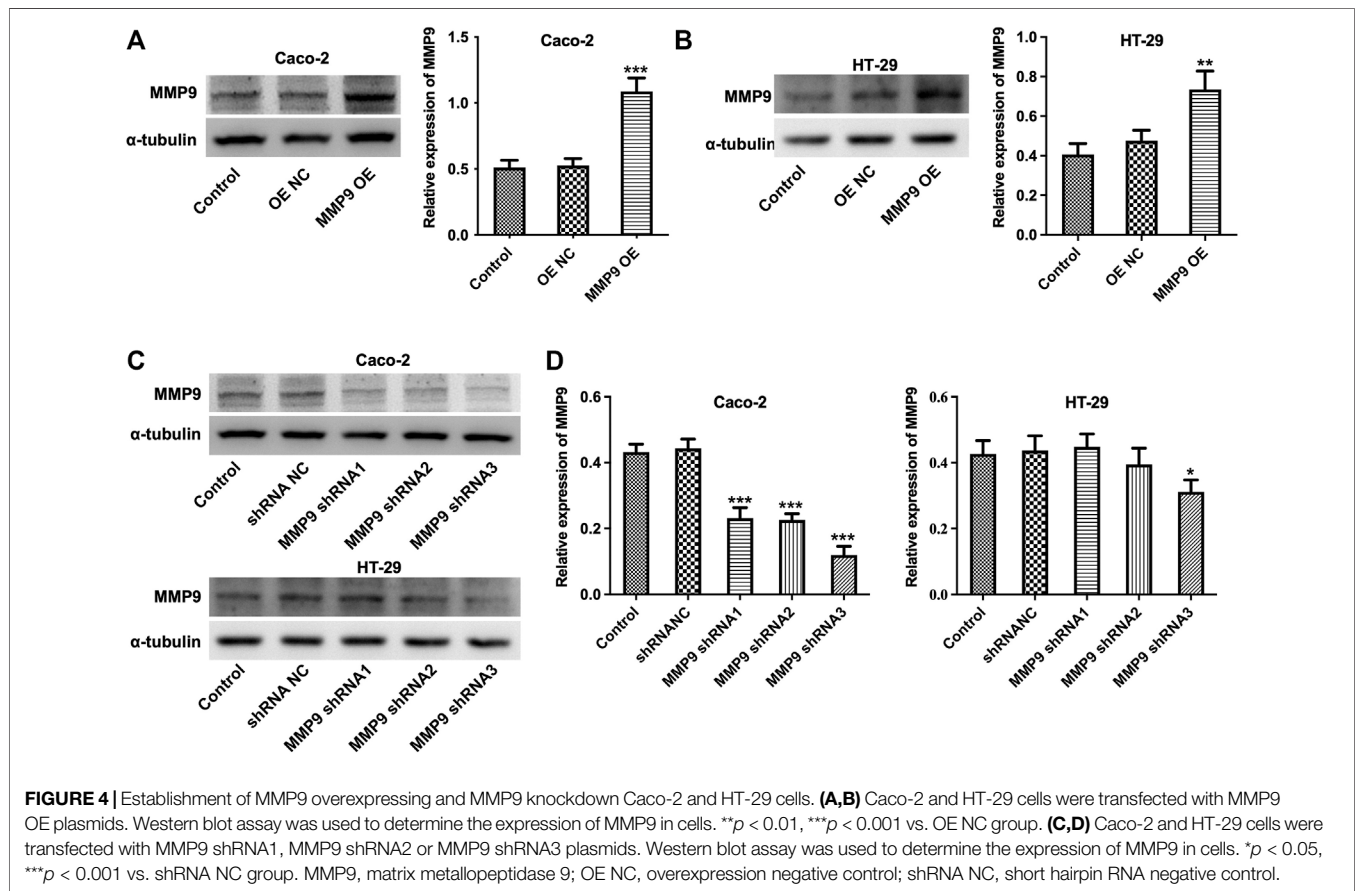 A
Caco-2
MMP9
α-tubulin
Control
OE NC
MMP9 OE
Caco-2
Relative expression of MMP9
1.5
1.0
0.5
0.0
***
Control
OE NC
MMP9 OE
B
HT-29
MMP9
α-tubulin
Control
OE NC
MMP9 OE
HT-29
Relative expression of MMP9
1.0
0.8
0.6
0.4
0.2
0.0
**
Control
OE NC
MMP9 OE
C
Caco-2
MMP9
α-tubulin
Control
shRNA NC
MMP9 shRNA1
MMP9 shRNA2
MMP9 shRNA3
HT-29
MMP9
α-tubulin
Control
shRNA NC
MMP9 shRNA1
MMP9 shRNA2
MMP9 shRNA3
D
Caco-2
Relative expression of MMP9
0.6
0.4
0.2
0.0
***
***
***
Control
shRNANC
MMP9 shRNA1
MMP9 shRNA2
MMP9 shRNA3
HT-29
Relative expression of MMP9
0.6
0.4
0.2
0.0
*
Control
shRNANC
MMP9 shRNA1
MMP9 shRNA2
MMP9 shRNA3
FIGURE 4 | Establishment of MMP9 overexpressing and MMP9 knockdown Caco-2 and HT-29 cells. (A,B) Caco-2 and HT-29 cells were transfected with MMP9
OE plasmids. Western blot assay was used to determine the expression of MMP9 in cells. **p < 0.01, ***p < 0.001 vs. OE NC group. (C,D) Caco-2 and HT-29 cells were
transfected with MMP9 shRNA1, MMP9 shRNA2 or MMP9 shRNA3 plasmids. Western blot assay was used to determine the expression of MMP9 in cells. *p < 0.05,
***p < 0.001 vs. shRNA NC group. MMP9, matrix metallopeptidase 9; OE NC, overexpression negative control; shRNA NC, short hairpin RNA negative control.